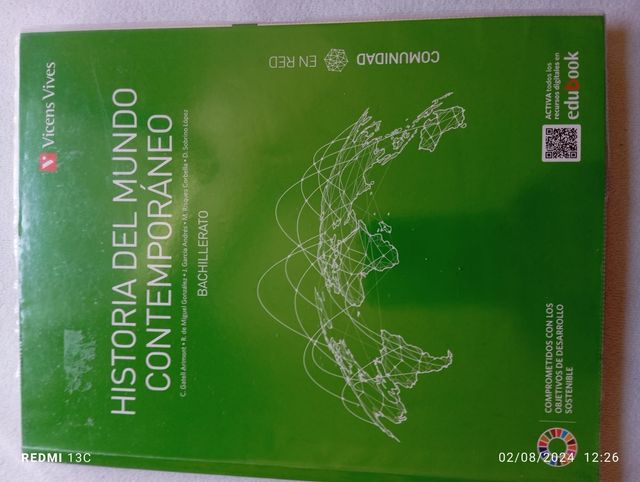 Vicens Vives
HISTORIA DEL MUNDO
CONTEMPORÁNEO
C. Gatell Arimont • R. de Miguel González • J. García Andrés • M. Risques Corbella • D. Sobrino López
BACHILLERATO
COMUNIDAD
EN RED
ACTIVA todos los
recursos digitales en
edubook
COMPROMETIDOS CON LOS
OBJETIVOS DE DESARROLLO
SOSTENIBLE
REDMI 13C
02/08/2024 12:26